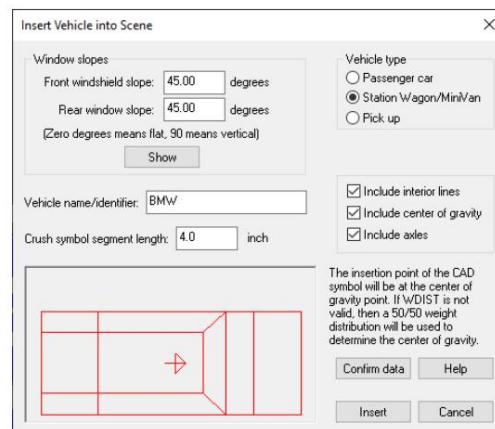 Insert Vehicle into Scene
Window slopes
Front windshield slope: 45.00 degrees
Rear window slope: 45.00 degrees
(Zero degrees means flat, 90 means vertical)
Show
Vehicle name/identifier: BMW
Crush symbol segment length: 4.0 inch
Vehicle type
Passenger car
Station Wagon/MiniVan
Pick up
Include interior lines
Include center of gravity
Include axles
The insertion point of the CAD
symbol will be at the center of
gravity point. If WDIST is not
valid, then a 50/50 weight
distribution will be used to
determine the center of gravity.
Confirm data Help
Insert Cancel